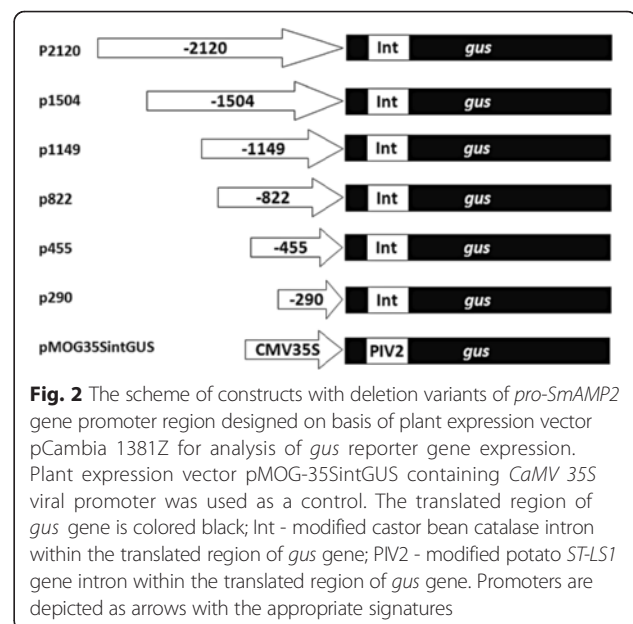 P2120 -2120 Int gus
p1504 -1504 Int gus
p1149 -1149 Int gus
p822 -822 Int gus
p455 -455 Int gus
p290 -290 Int gus
pMOG35SintGUS CMV35S PIV2 gus
Fig. 2 The scheme of constructs with deletion variants of pro-SmAMP2
gene promoter region designed on basis of plant expression vector
pCambia 1381Z for analysis of gus reporter gene expression.
Plant expression vector pMOG-35SintGUS containing CaMV 35S
viral promoter was used as a control. The translated region of
gus gene is colored black; Int - modified castor bean catalase intron
within the translated region of gus gene; PIV2 - modified potato ST-LS1
gene intron within the translated region of gus gene. Promoters are
depicted as arrows with the appropriate signatures